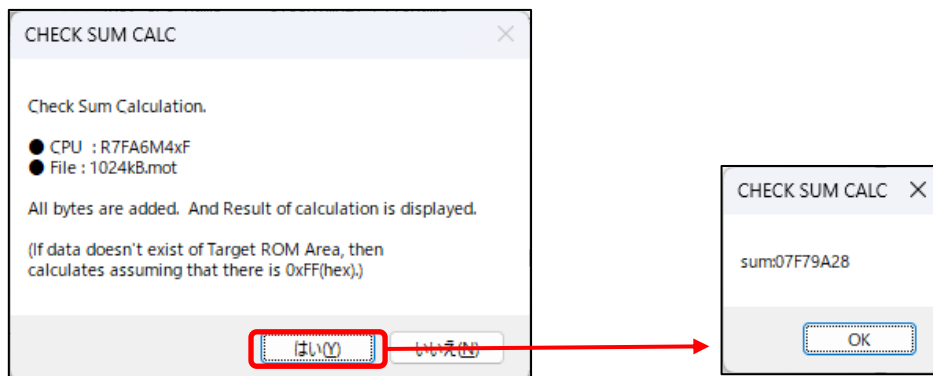 CHECK SUM CALC
Check Sum Calculation.
● CPU : R7FA6M4xF
● File : 1024kB.mot
All bytes are added. And Result of calculation is displayed.
(If data doesn't exist of Target ROM Area, then
calculates assuming that there is 0xFF(hex).)
はい(Y)
いいえ(N)
CHECK SUM CALC
sum:07F79A28
OK